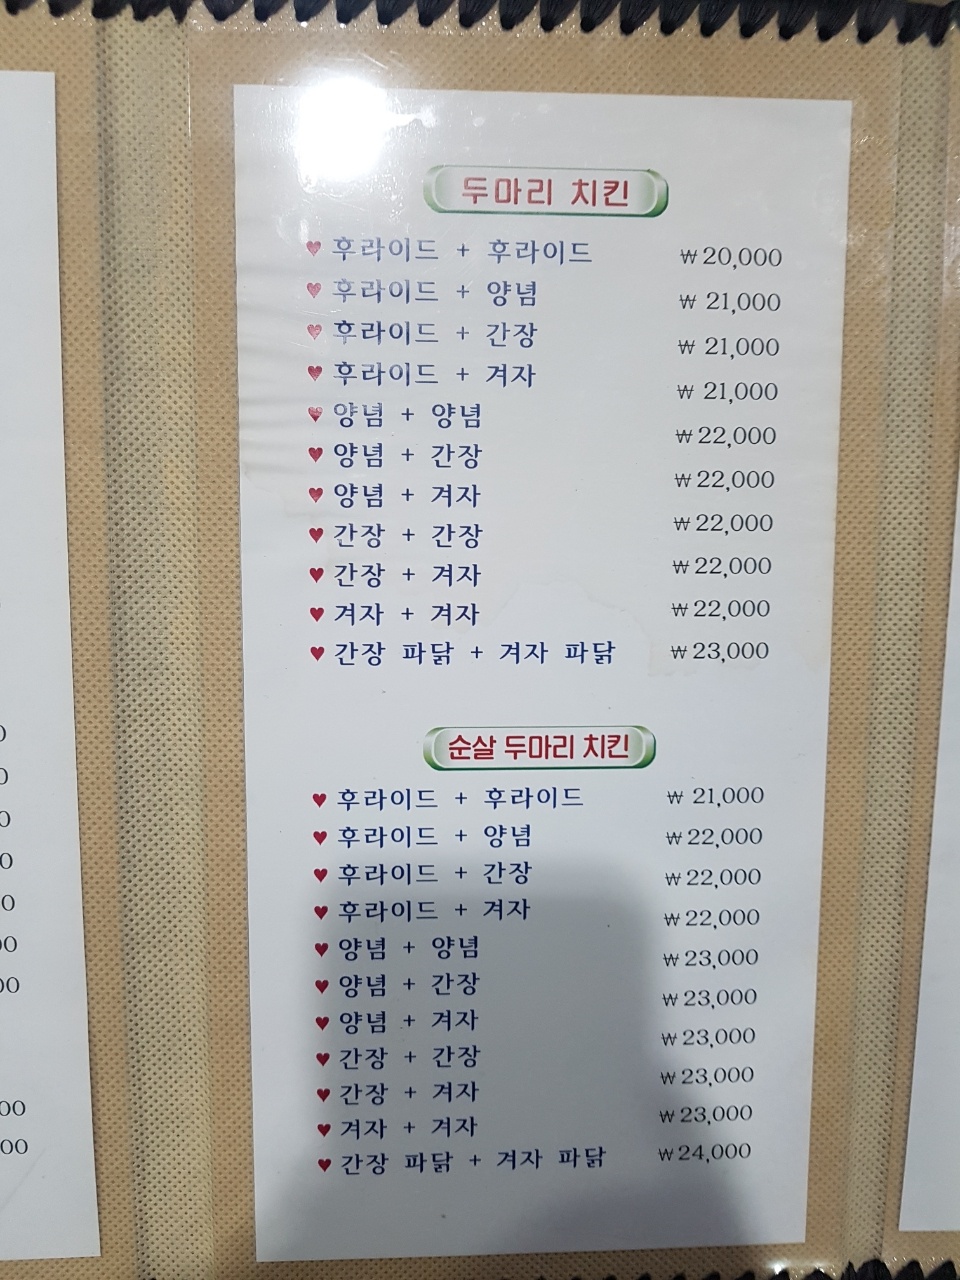 두마리 치킨
♥ 후라이드 + 후라이드 ₩20,000
♥ 후라이드 + 양념 ₩ 21,000
♥ 후라이드 + 간장 ₩ 21,000
♥ 후라이드 + 겨자 ₩ 21,000
♥ 양념 + 양념 ₩22,000
♥ 양념 + 간장 ₩22,000
♥ 양념 + 겨자 ₩22,000
♥ 간장 + 간장 ₩22,000
♥ 간장 + 겨자 ₩22,000
♥ 겨자 + 겨자 ₩23,000
♥ 간장 파닭 + 겨자 파닭
순살 두마리 치킨
♥ 후라이드 + 후라이드 ₩ 21,000
♥ 후라이드 + 양념 ₩22,000
♥ 후라이드 + 간장 ₩22,000
♥ 후라이드 + 겨자 ₩22,000
♥ 양념 + 양념 ₩23,000
♥ 양념 + 간장 ₩23,000
♥ 양념 + 겨자 ₩23,000
♥ 간장 + 간장 ₩23,000
♥ 간장 + 겨자 ₩23,000
♥ 겨자 + 겨자 ₩24,000
♥ 간장 파닭 + 겨자 파닭